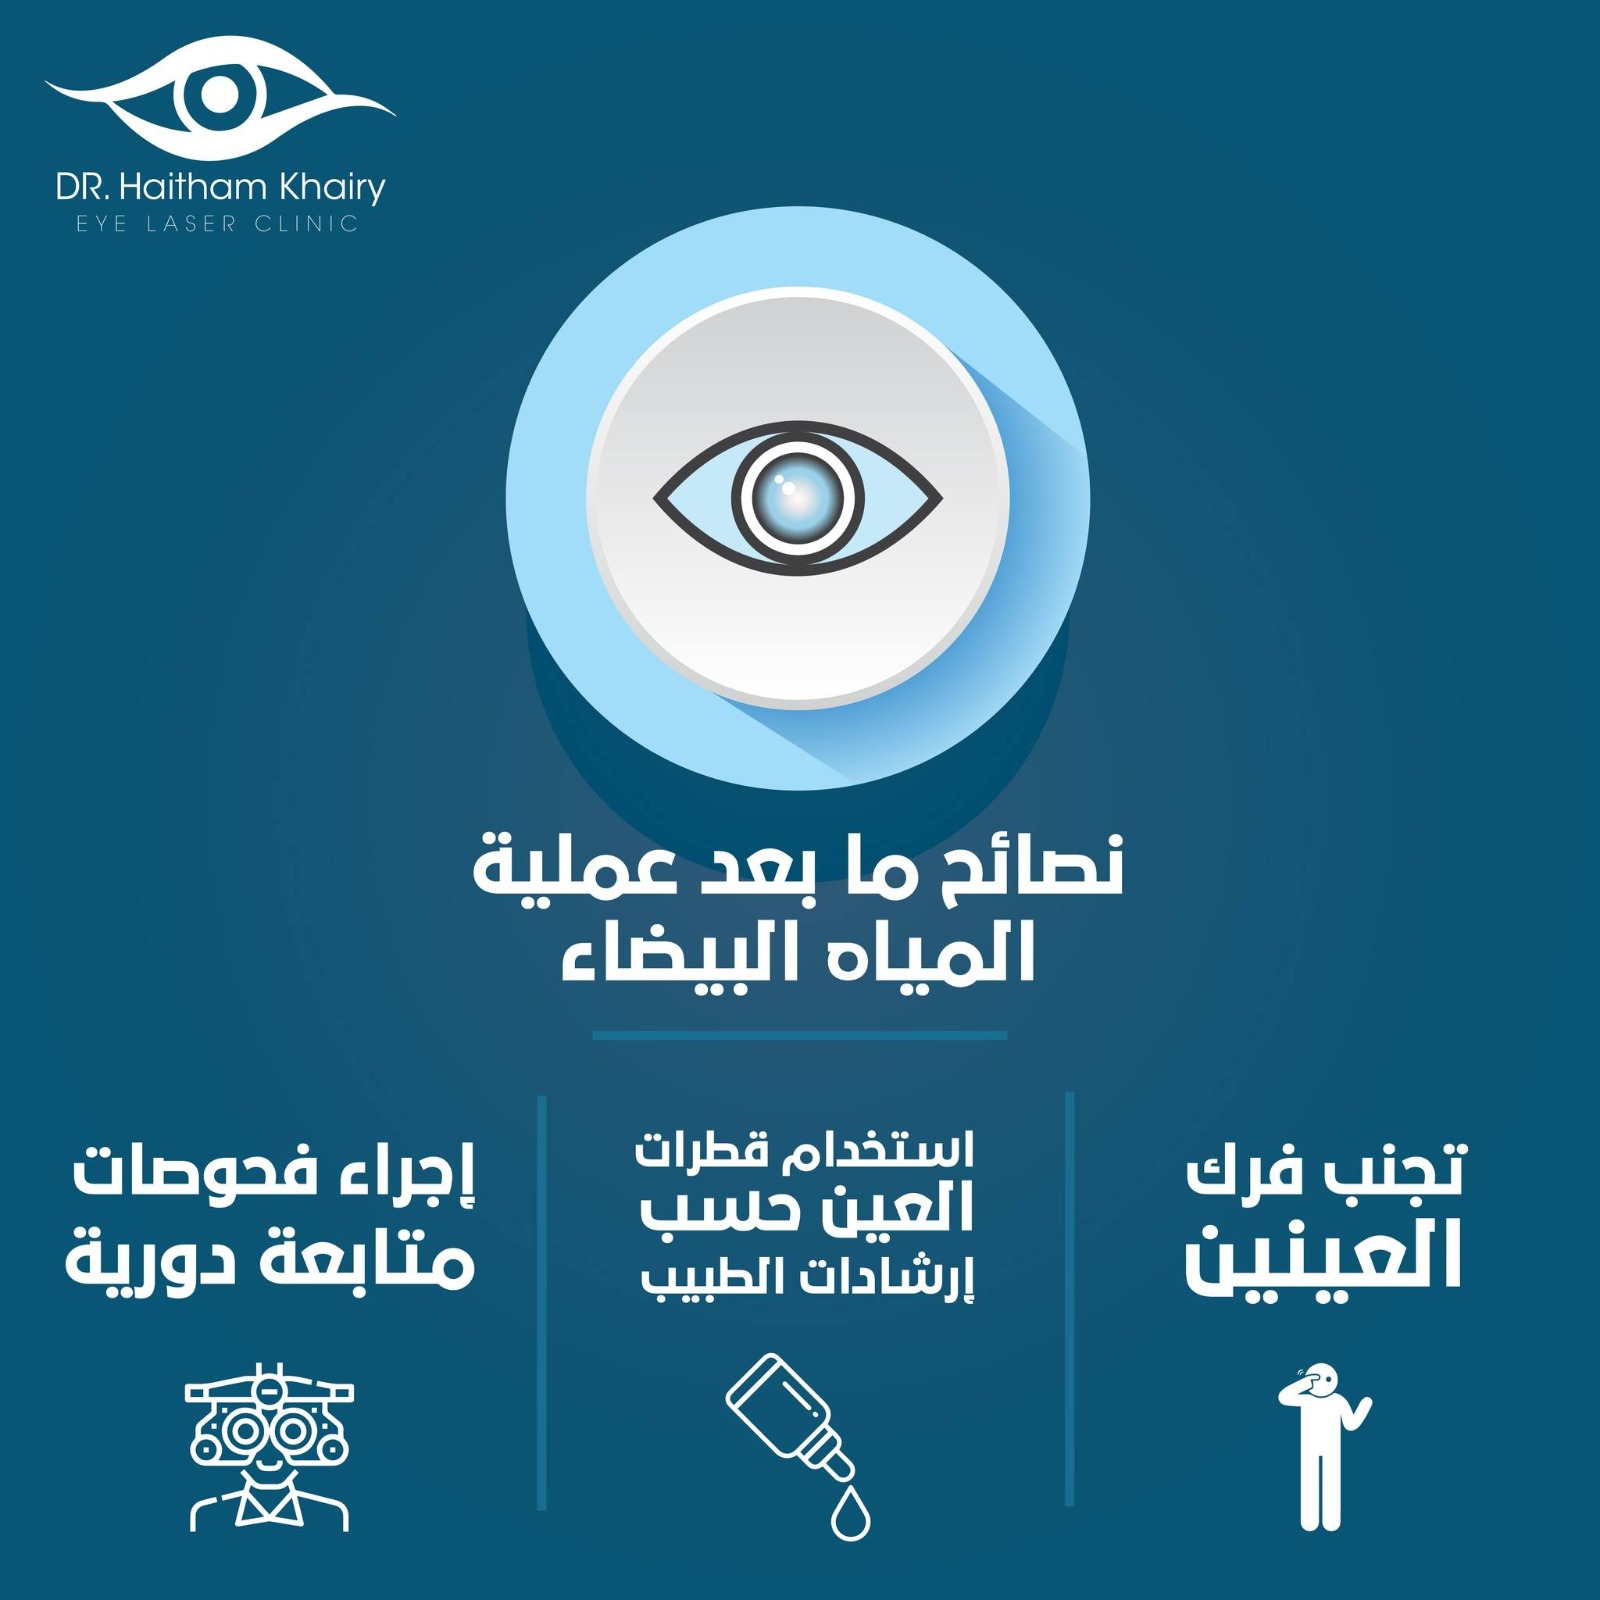 DR. Haitham Khairy
EYE LASER CLINIC
نصائح ما بعد عملية
المياه البيضاء
تجنب فرك
العينين
استخدام قطرات
العين حسب
إرشادات الطبيب
إجراء فحوصات
متابعة دورية